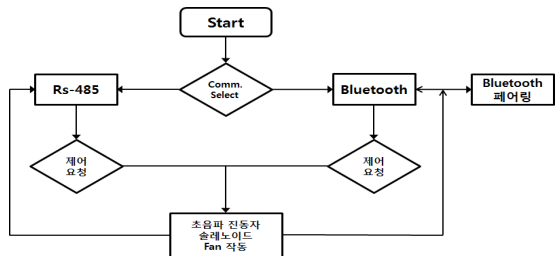 Start
Comm.
Select
Rs-485
Bluetooth
Bluetooth
페어링
제어
요청
제어
요청
초음파 진동자
솔레노이드
Fan 작동